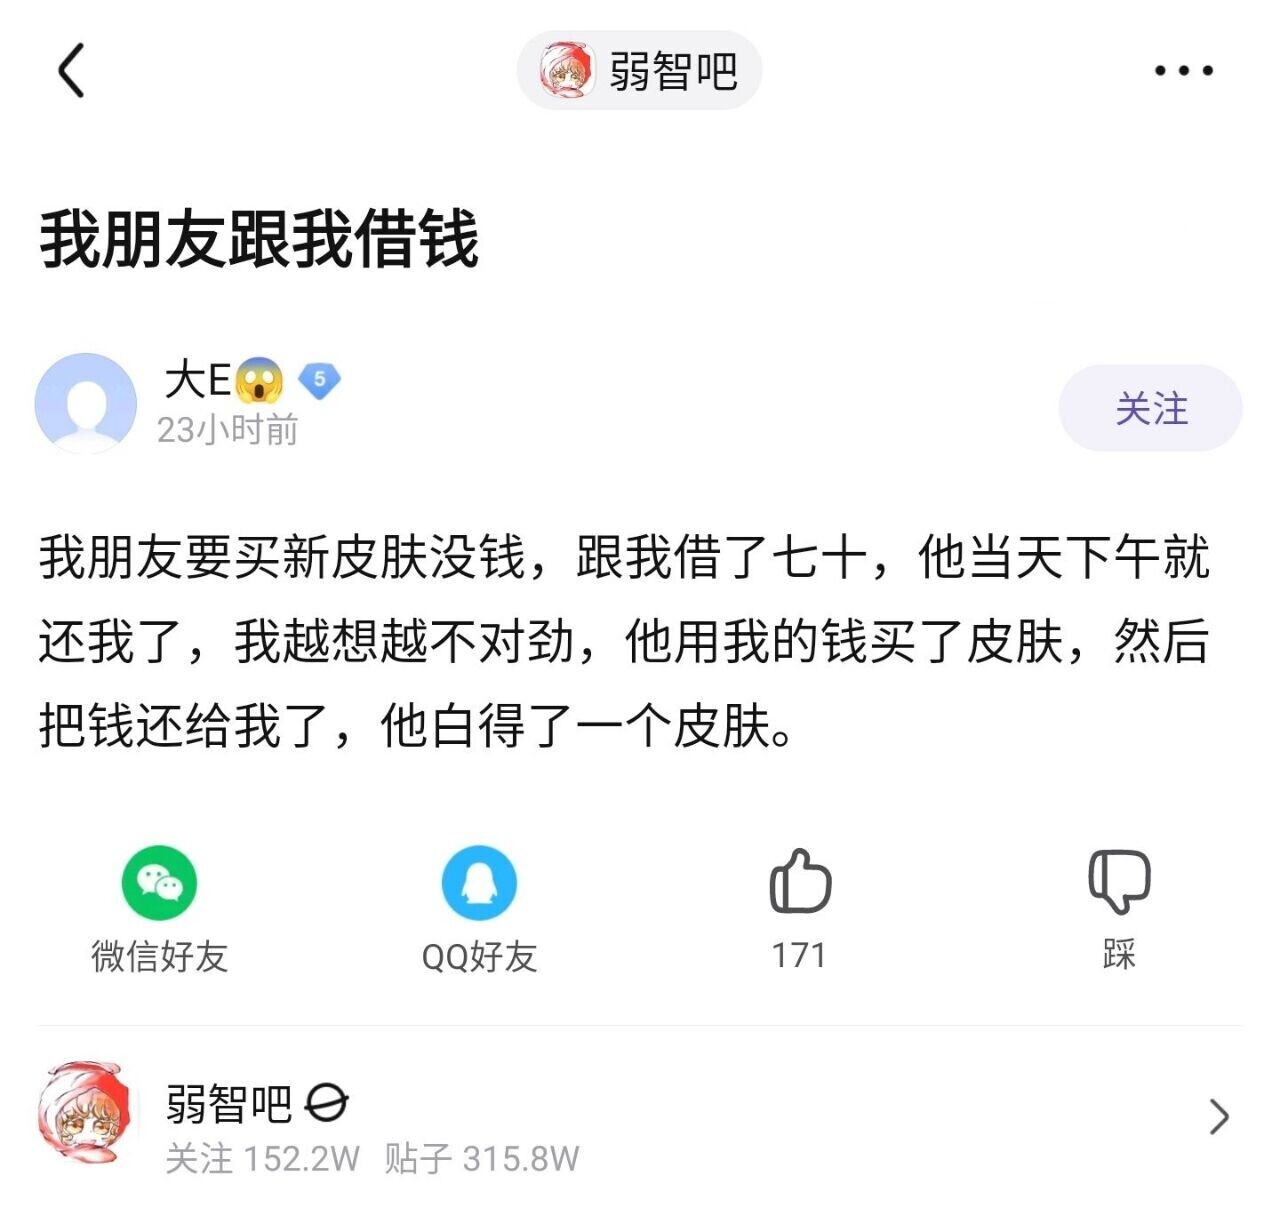 弱智吧
我朋友跟我借钱
大E😱 5
23小时前
关注
我朋友要买新皮肤没钱，跟我借了七十，他当天下午就
还我了，我越想越不对劲，他用我的钱买了皮肤，然后
把钱还给我了，他白得了一个皮肤。
微信好友
QQ好友
171
踩
弱智吧
关注 152.2W 贴子 315.8W